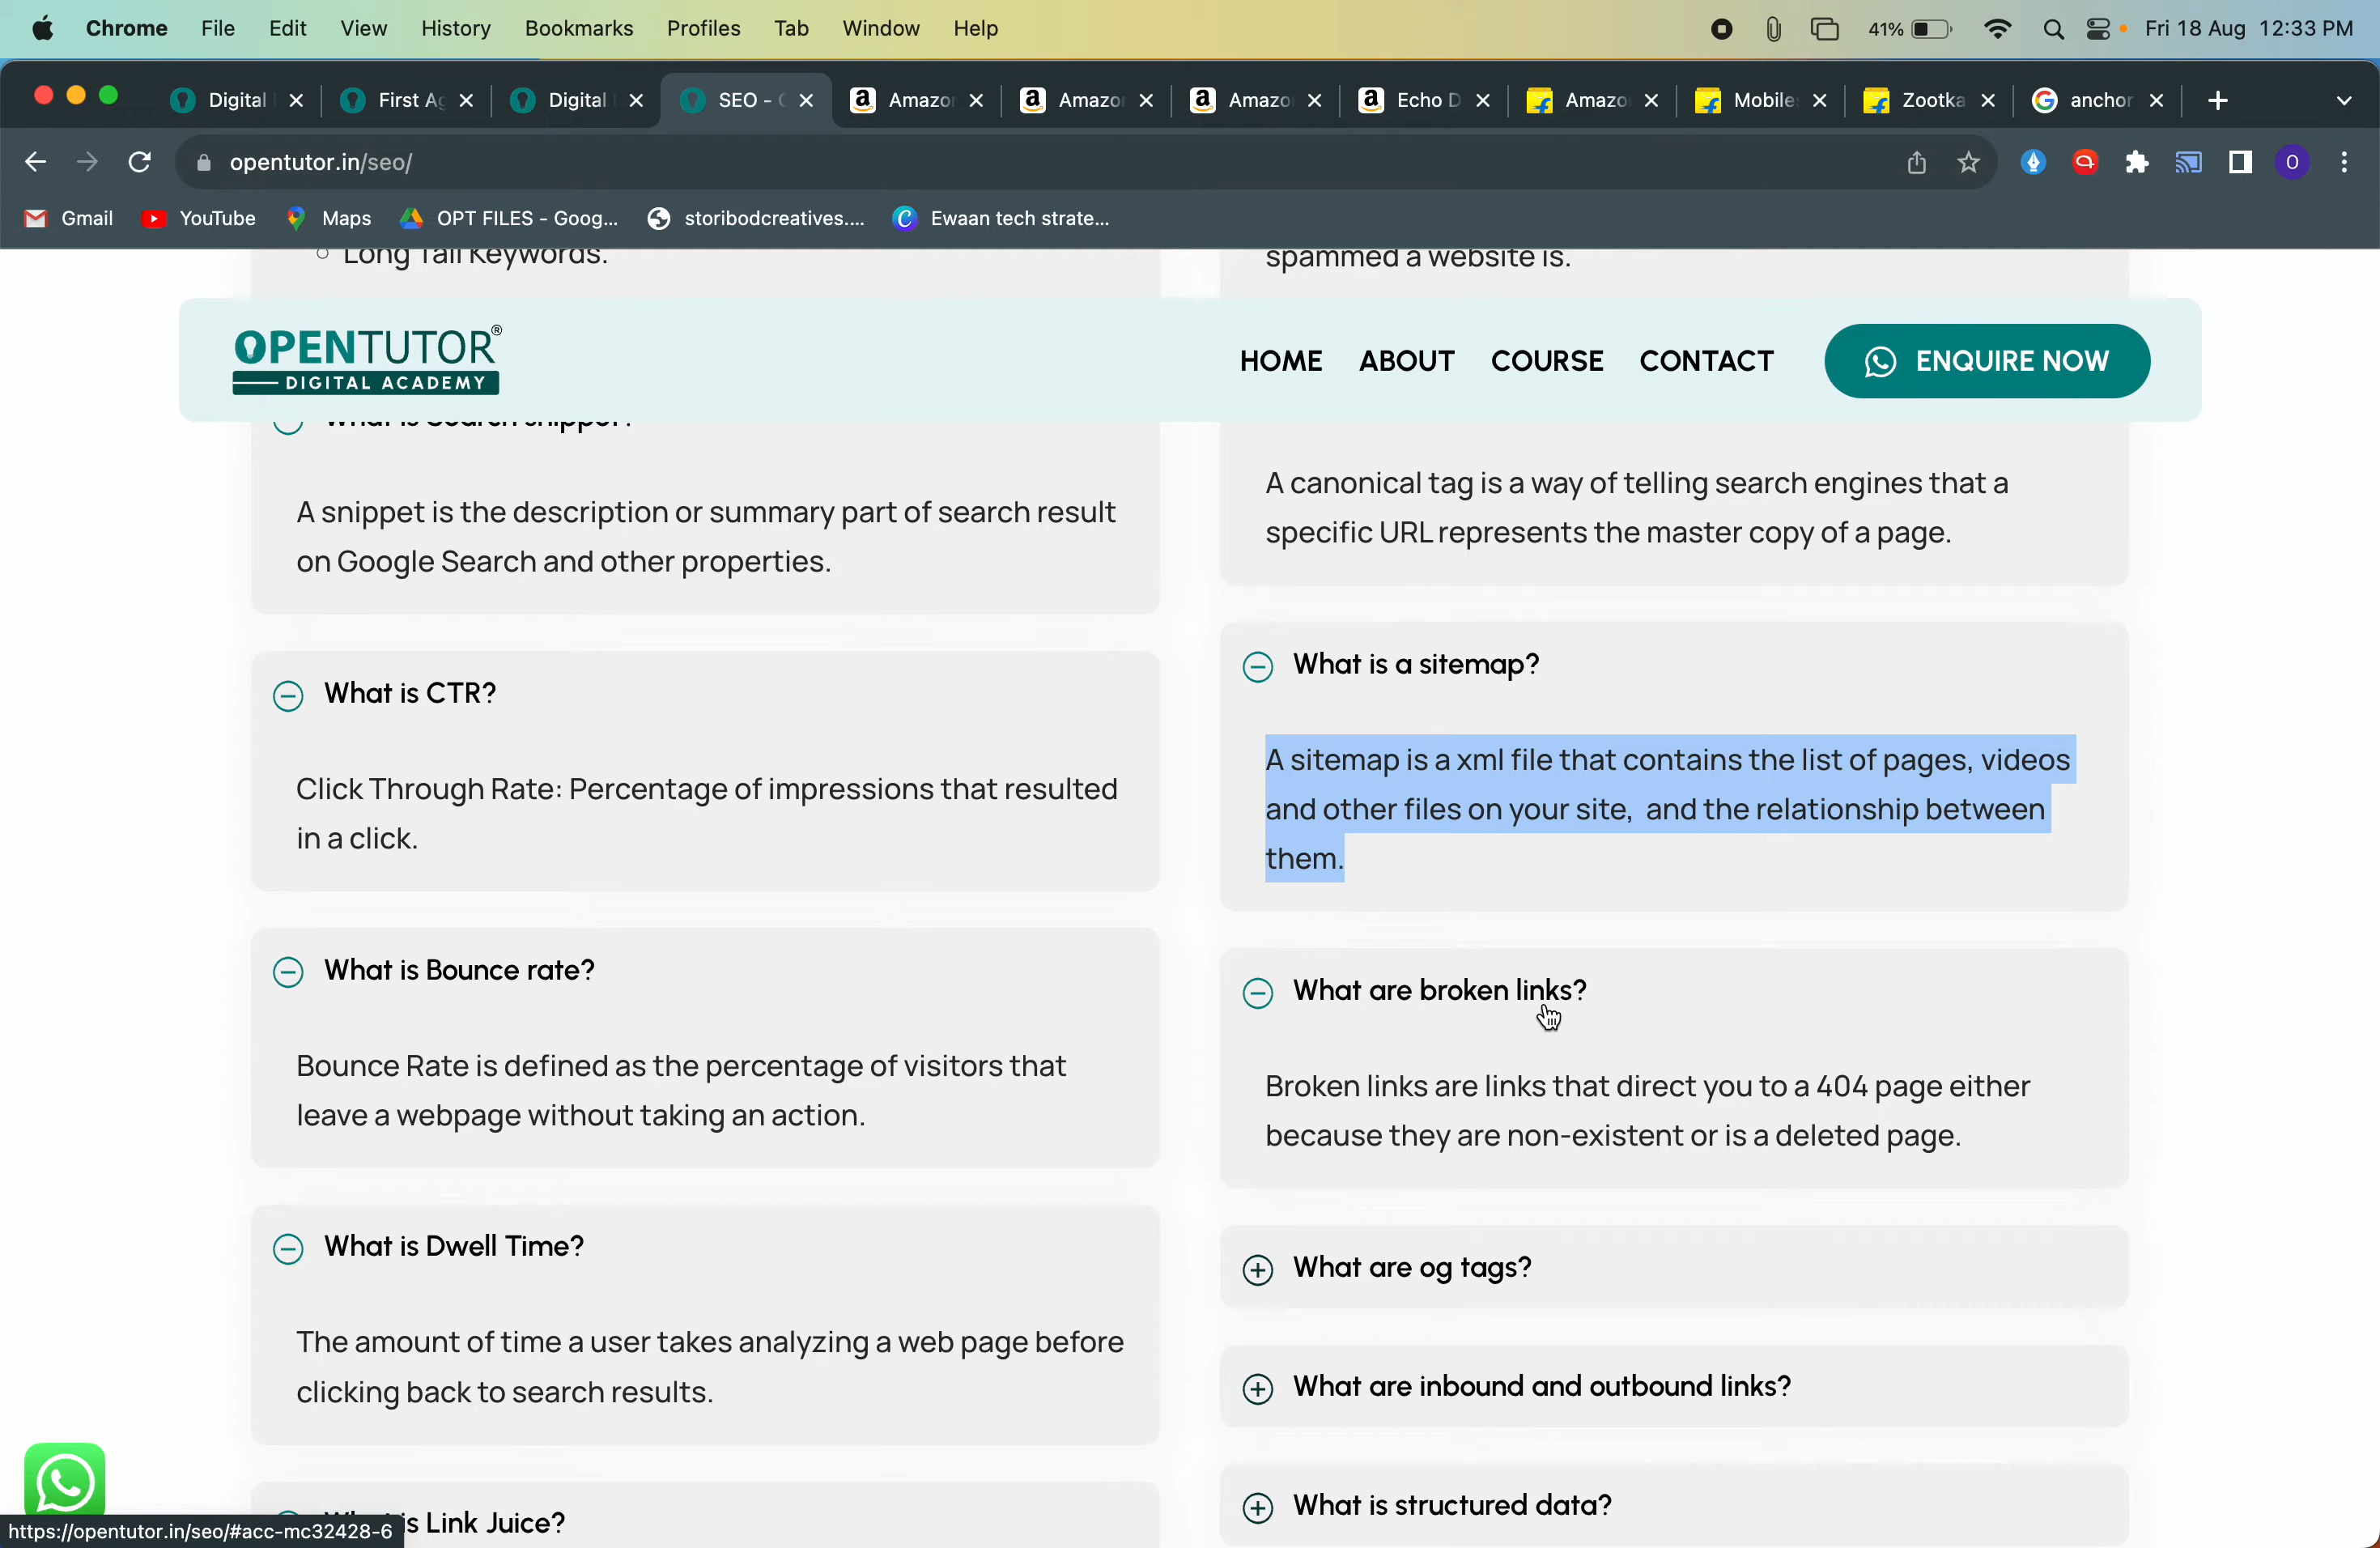 Chrome File Edit View History Bookmarks Profiles Tab Window Help 41% Fri 18 Aug 12:33 PM
Digital First Ag Digital SEO - Amazo Amazo Amazo Echo D Amazo Mobile Zootka anchor
opentutor.in/seo/ O
Gmail YouTube Maps OPT FILES - Goog... storibodcreatives.... Ewaan tech strate...
Long Tail Keywords.
spammed a website is.
OPENTUTOR®
DIGITAL ACADEMY
HOME ABOUT COURSE CONTACT ENQUIRE NOW
What is Search snippet?
A snippet is the description or summary part of search result
on Google Search and other properties.
What is CTR?
Click Through Rate: Percentage of impressions that resulted
in a click.
What is Bounce rate?
Bounce Rate is defined as the percentage of visitors that
leave a webpage without taking an action.
What is Dwell Time?
The amount of time a user takes analyzing a web page before
clicking back to search results.
is Link Juice?
A canonical tag is a way of telling search engines that a
specific URL represents the master copy of a page.
What is a sitemap?
A sitemap is a xml file that contains the list of pages, videos
and other files on your site, and the relationship between
them.
What are broken links?
Broken links are links that direct you to a 404 page either
because they are non-existent or is a deleted page.
What are og tags?
What are inbound and outbound links?
What is structured data?
https://opentutor.in/seo/#acc-mc32428-6